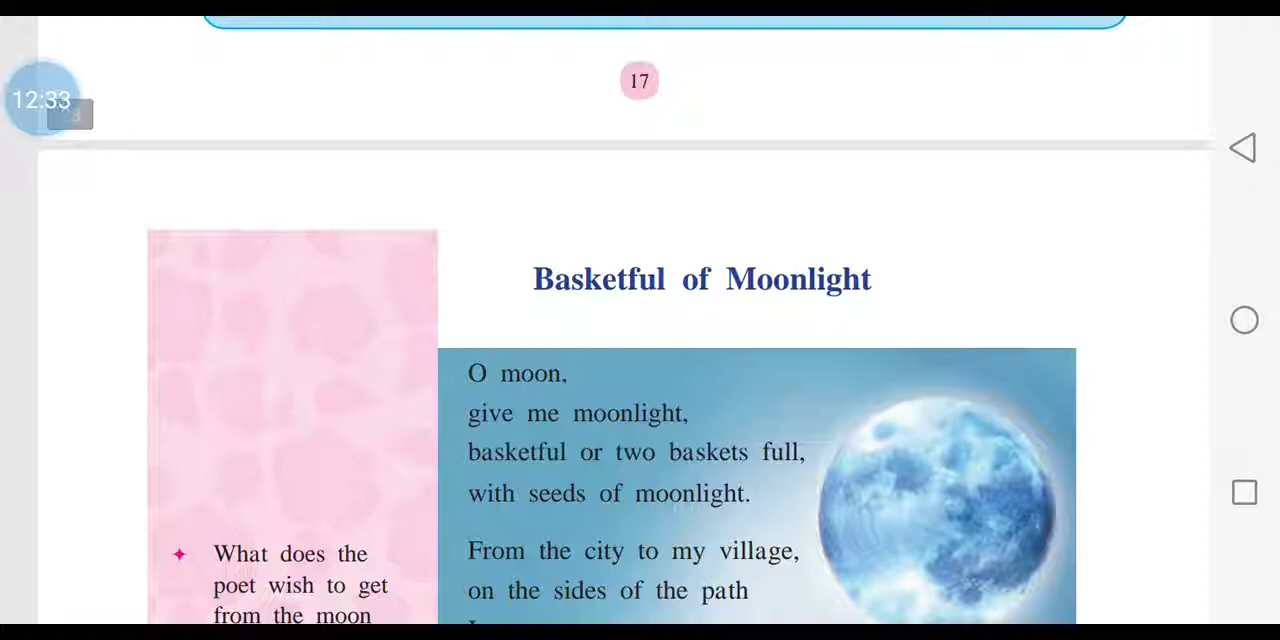 17
12:33
Basketful of Moonlight
O moon,
give me moonlight,
basketful or two baskets full,
with seeds of moonlight.
From the city to my village,
on the sides of the path
What does the
poet wish to get
from the moon